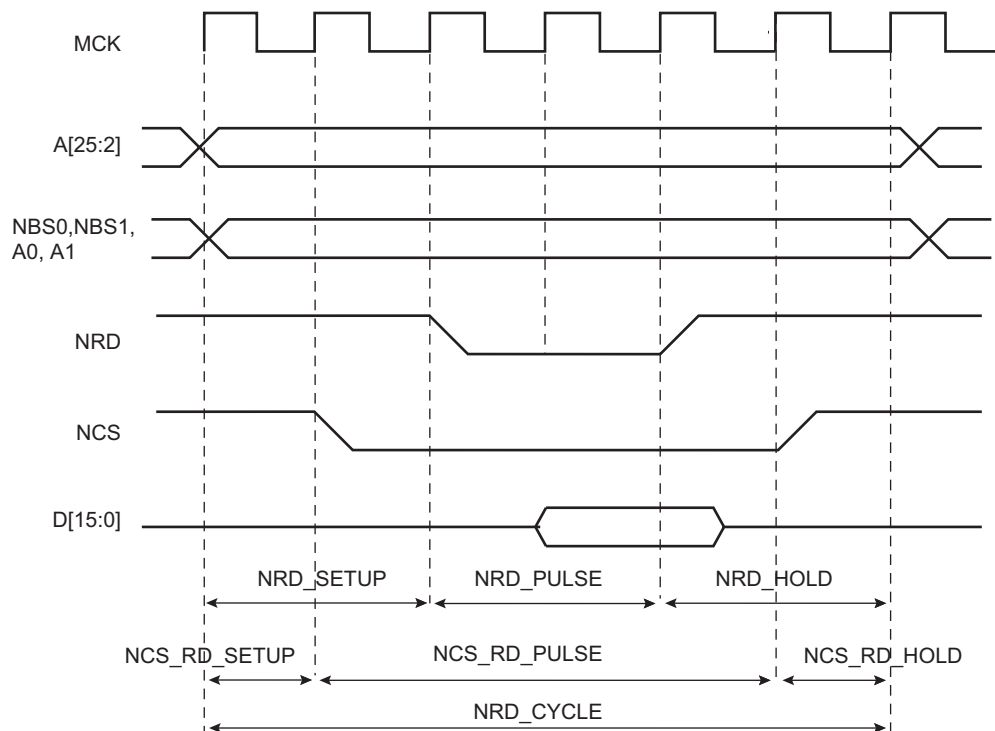 MCK
A[25:2]
NBS0,NBS1,
A0, A1
NRD
NCS
D[15:0]
NRD_SETUP NRD_PULSE NRD_HOLD
NCS_RD_SETUP NCS_RD_PULSE NCS_RD_HOLD
NRD_CYCLE